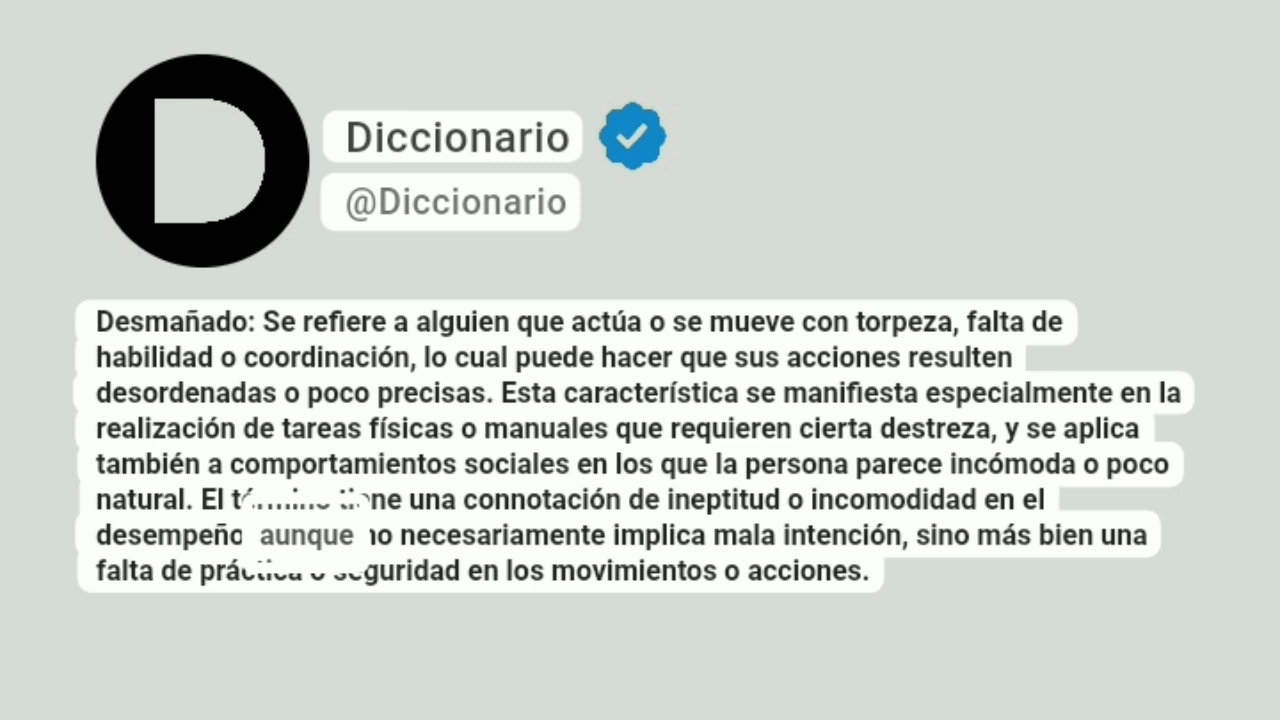 D
Diccionario
@Diccionario
Desmañado: Se refiere a alguien que actúa o se mueve con torpeza, falta de
habilidad o coordinación, lo cual puede hacer que sus acciones resulten
desordenadas o poco precisas. Esta característica se manifiesta especialmente en la
realización de tareas físicas o manuales que requieren cierta destreza, y se aplica
también a comportamientos sociales en los que la persona parece incómoda o poco
natural. El término tiene una connotación de ineptitud o incomodidad en el
desempeño aunque no necesariamente implica mala intención, sino más bien una
falta de práctica o seguridad en los movimientos o acciones.